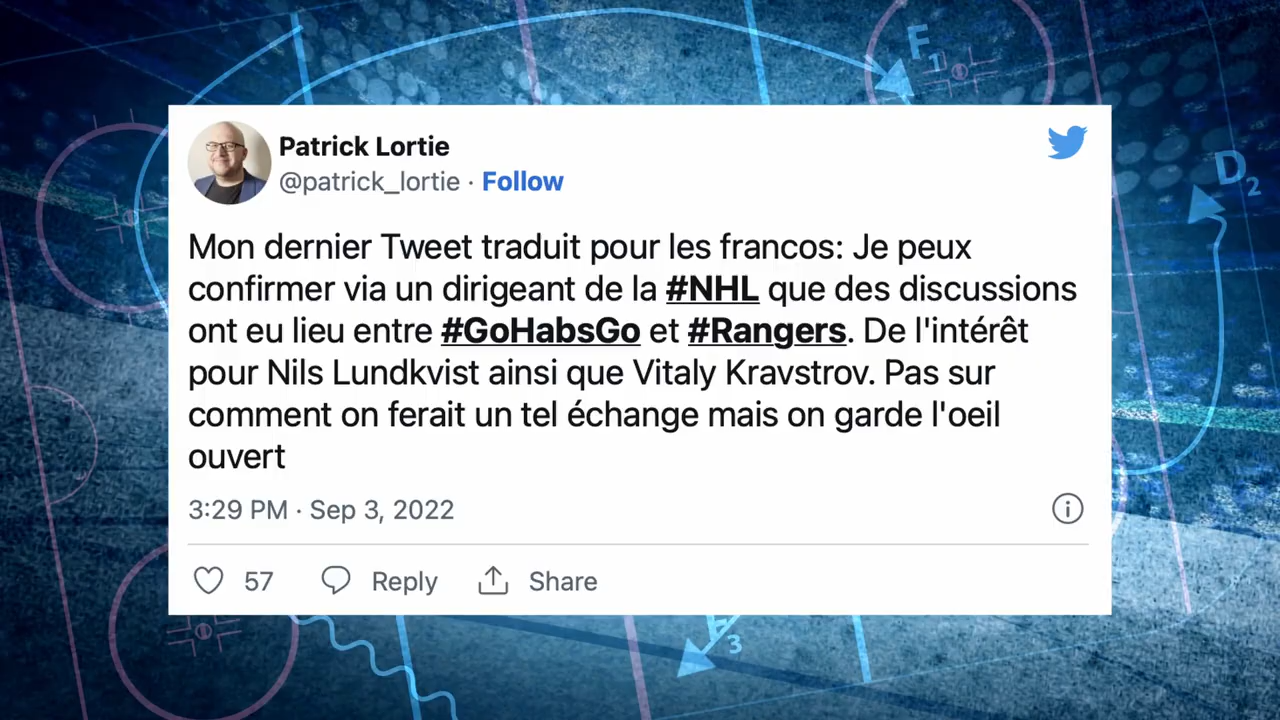 Patrick Lortie
@patrick_lortie · Follow
Mon dernier Tweet traduit pour les francos: Je peux
confirmer via un dirigeant de la #NHL que des discussions
ont eu lieu entre #GoHabsGo et #Rangers. De l'intérêt
pour Nils Lundkvist ainsi que Vitaly Kravstrov. Pas sur
comment on ferait un tel échange mais on garde l'oeil
ouvert
3:29 PM · Sep 3, 2022
57 Reply Share
F1
D2
F3